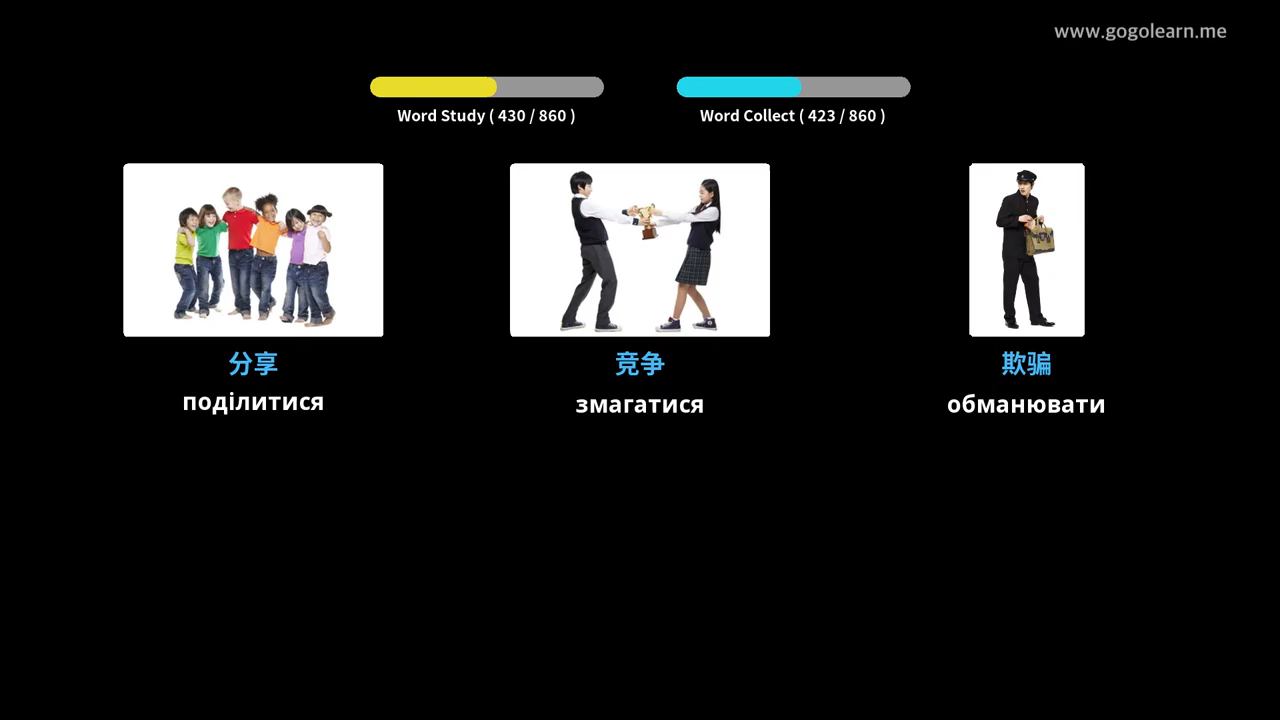 www.gogolearn.me
Word Study ( 430 / 860 )
Word Collect ( 423 / 860 )
分享
竞争
欺骗
поділитися
змагатися
обманювати